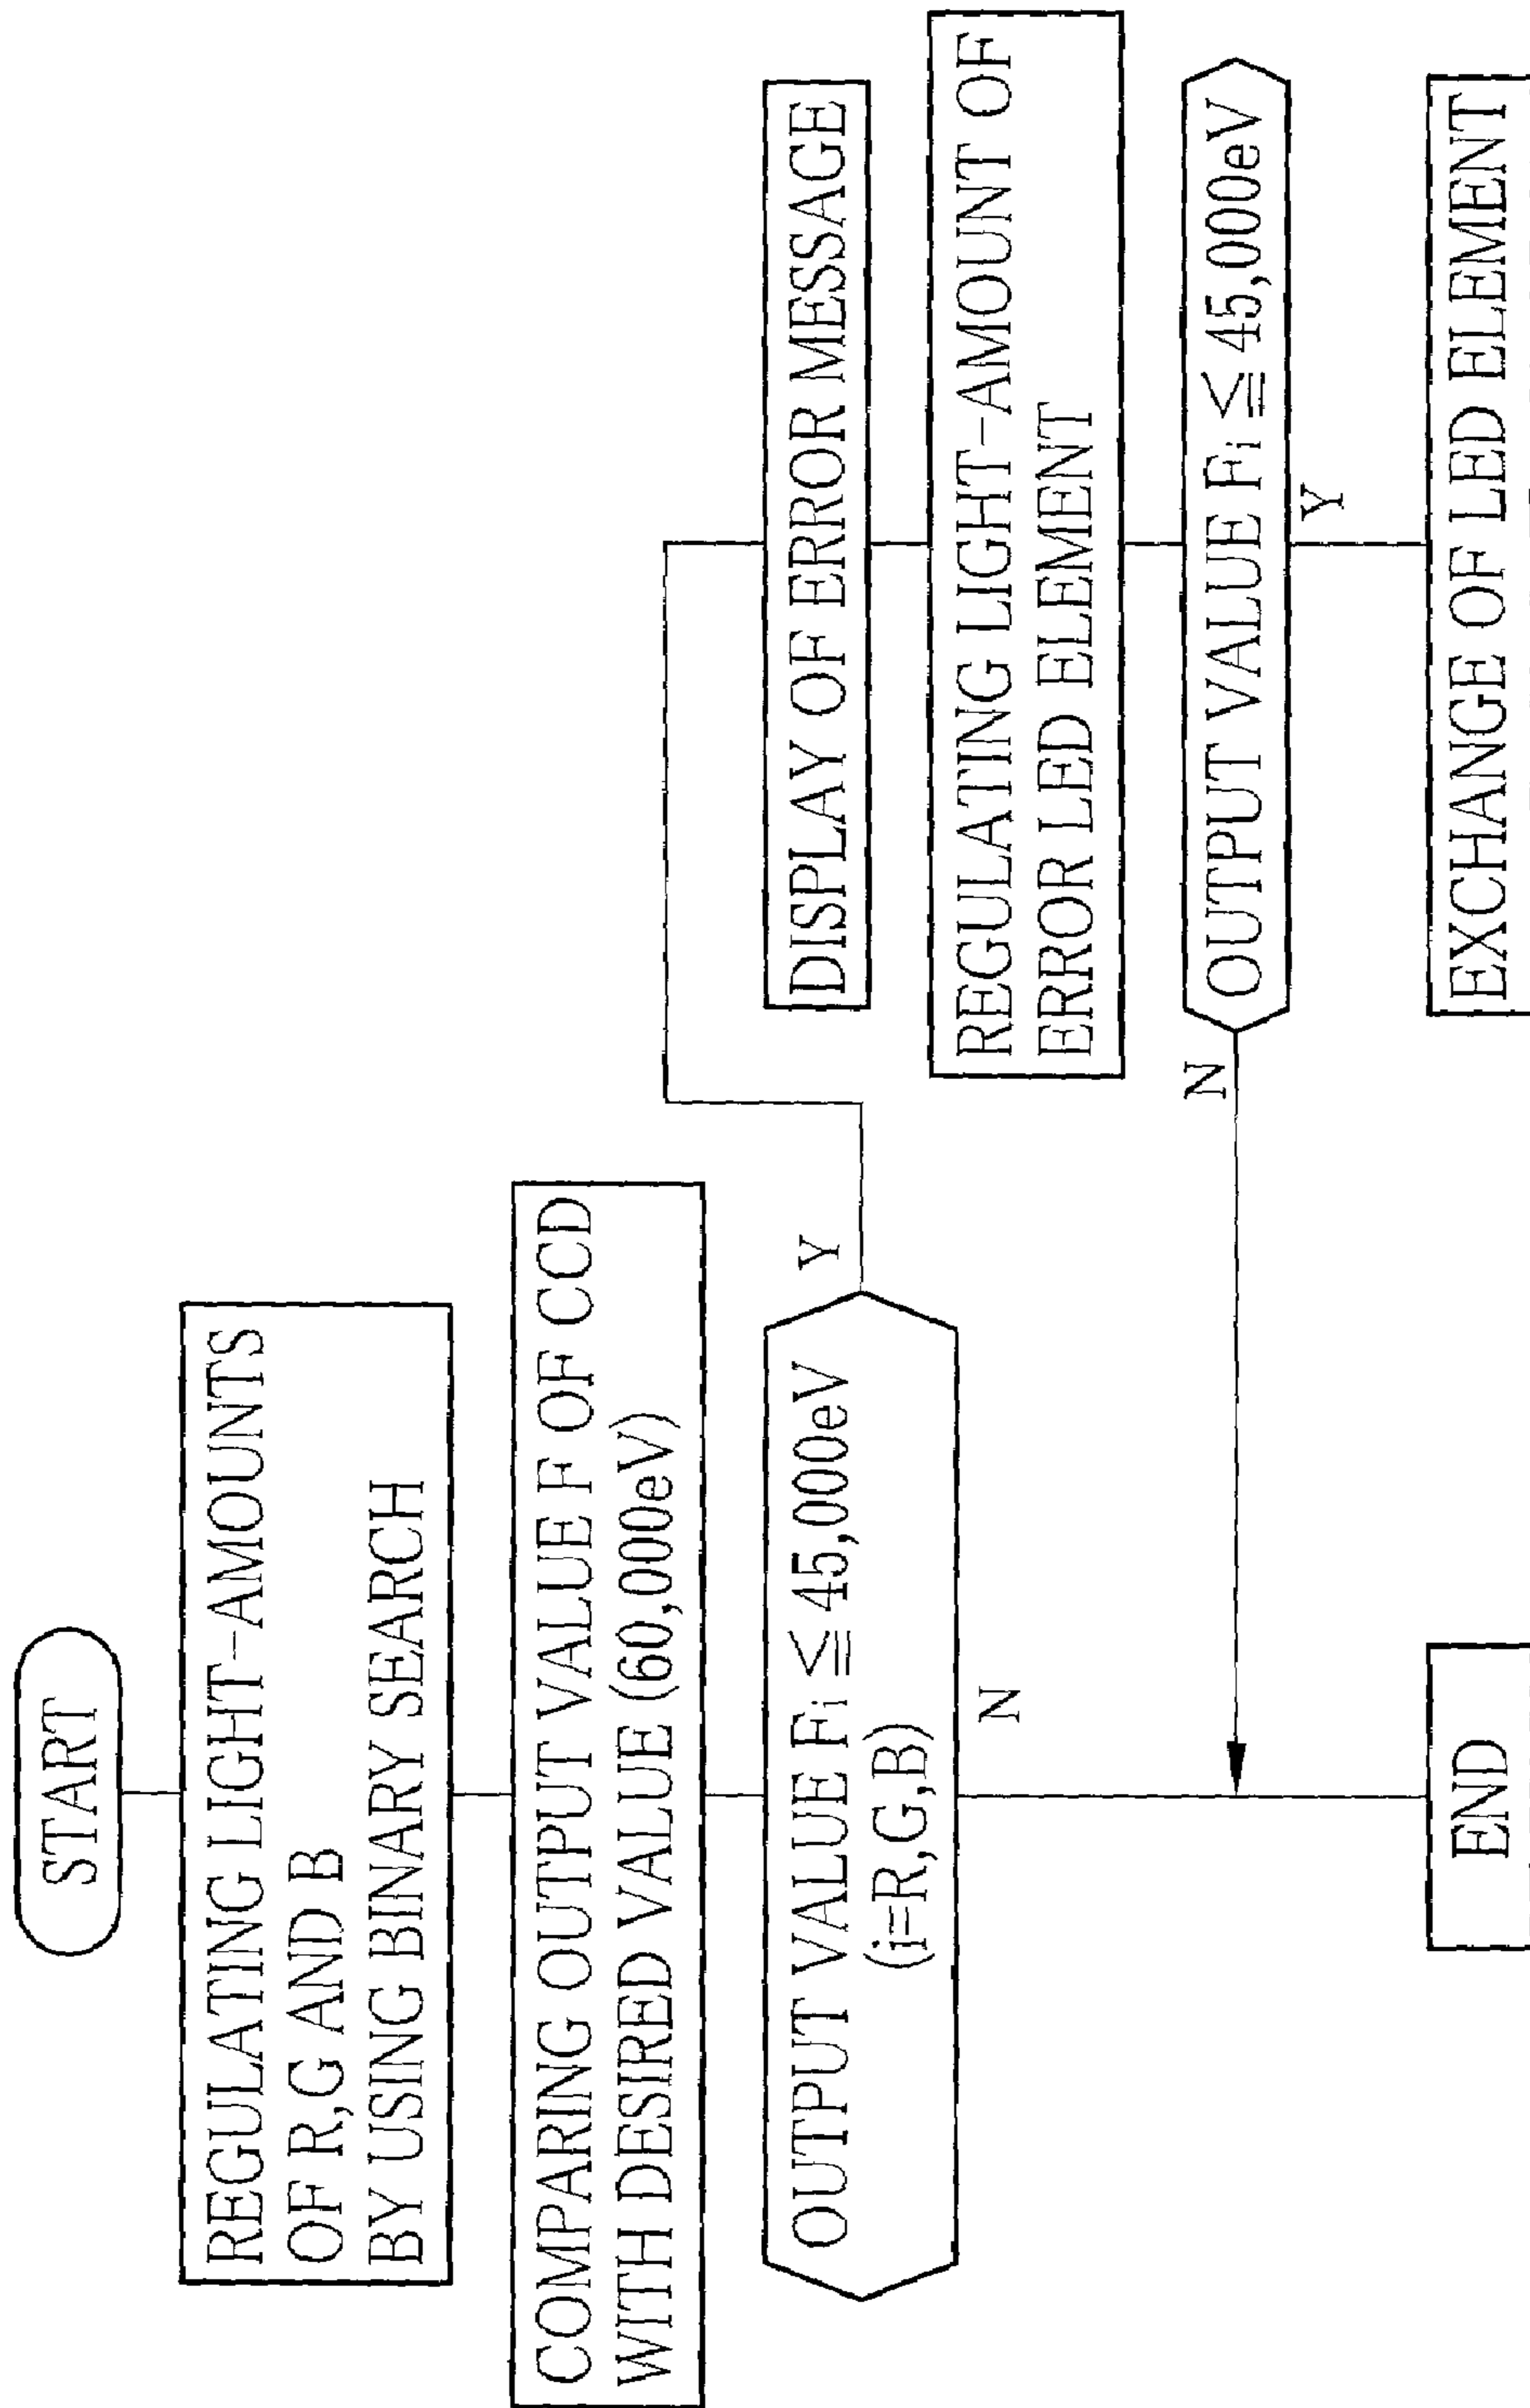 START
REGULATING LIGHT-AMOUNTS
OF R,G AND B
BY USING BINARY SEARCH
COMPARING OUTPUT VALUE F OF CCD
WITH DESIRED VALUE (60,000eV)
OUTPUT VALUE Fi ≦ 45,000eV
(i=R,G,B)
Y
N
DISPLAY OF ERROR MESSAGE
REGULATING LIGHT-AMOUNT OF
ERROR LED ELEMENT
OUTPUT VALUE Fi ≦ 45,000eV
N
Y
EXCHANGE OF LED ELEMENT
END